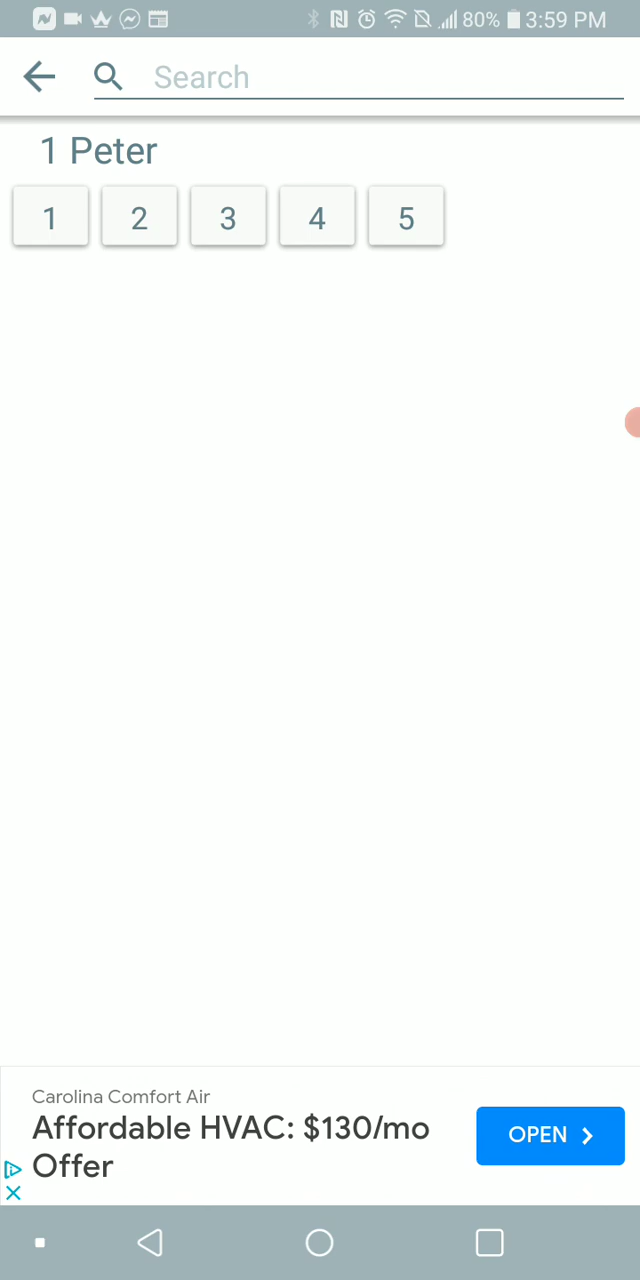 80% 3:59 PM
Search
1 Peter
1 2 3 4 5
Carolina Comfort Air
Affordable HVAC: $130/mo
Offer
OPEN